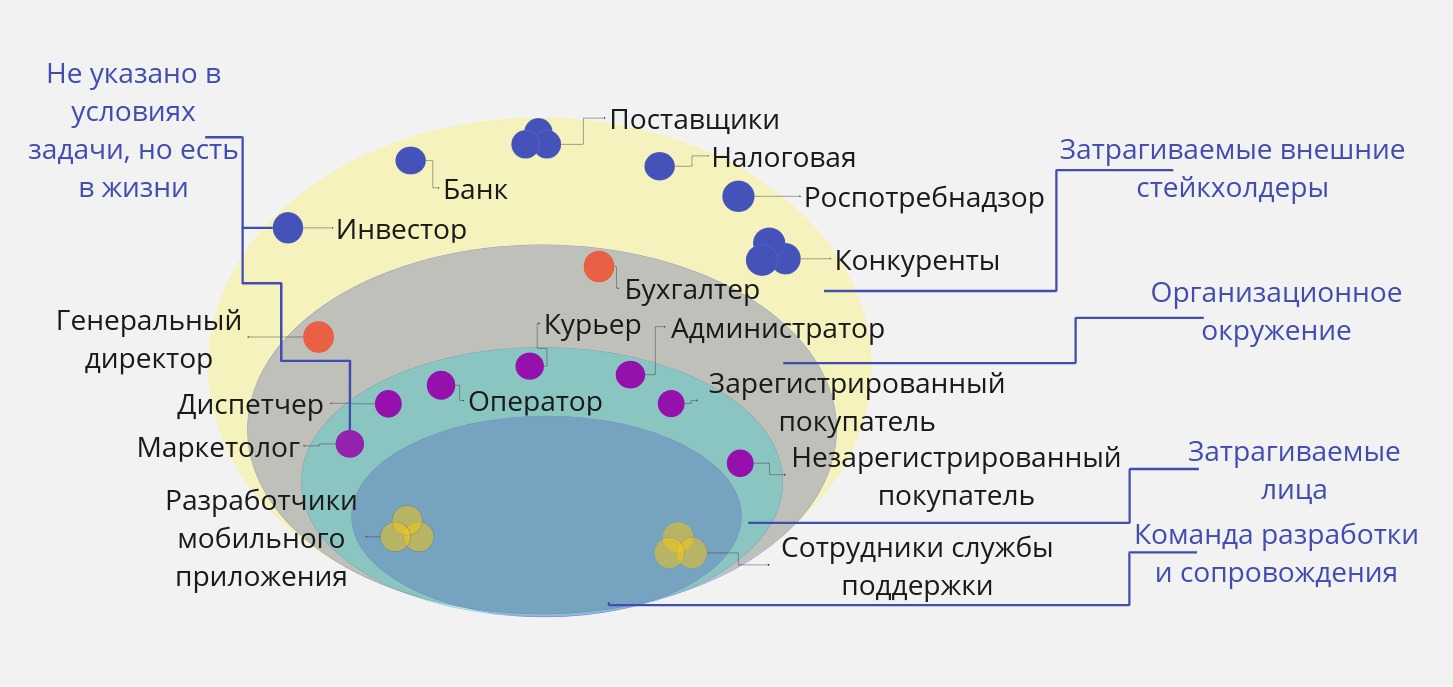 Не указано в
условиях
задачи, но есть
в жизни
Поставщики
Налоговая
Банк
Роспотребнадзор
Инвестор
Конкуренты
Затрагиваемые внешние
стейкхолдеры
Бухгалтер
Организационное
окружение
Генеральный
директор
Курьер
Администратор
Диспетчер
Оператор
Зарегистрированный
покупатель
Маркетолог
Незарегистрированный
покупатель
Затрагиваемые
лица
Разработчики
мобильного
приложения
Сотрудники службы
поддержки
Команда разработки
и сопровождения